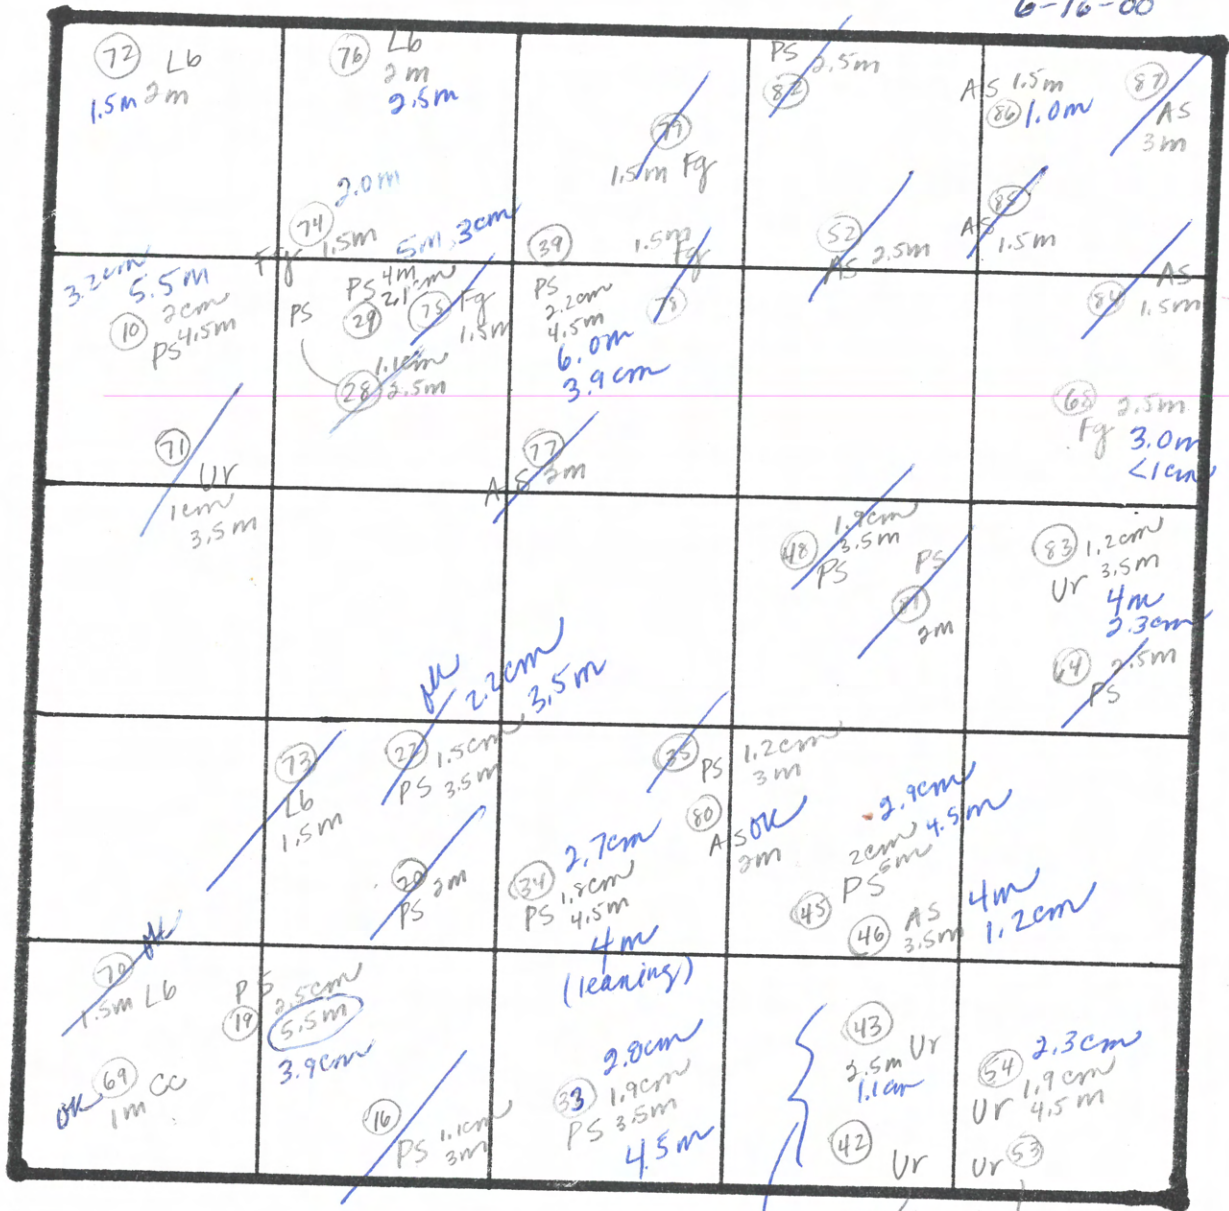 6-16-00
72 Lb
1.5m 2m
76 Lb
2m
2.5m
2.0m
74
Fg 1.5m
1.5m Fg
PS 2.5m
82
AS 1.5m
86 1.0m
87
AS
3m
52
AS 2.5m
85
AS
1.5m
3.2cm
5.5m
2cm
10 PS 4.5m
5m .3cm
PS 4m
29 2.1cm
75 Fg
1.5m
PS
28 1.1cm
2.5m
39
PS
2.2cm
4.5m
6.0m
3.9cm
1.5m
Fg
78
AS
84 1.5m
68 2.5m
Fg 3.0m
<1cm
71
Ur
1cm
3.5m
77
AS 3m
48 1.9cm
3.5m
PS
PS
2m
83 1.2cm
Ur 3.5m
4m
2.3cm
64 2.5m
PS
2.2cm
3.5m
22 1.5cm
PS 3.5m
73
Lb
1.5m
20 2m
PS
35 PS 1.2cm
3m
80
AS OK
2m
2.7cm
34 1.8cm
PS 4.5m
4m
(leaning)
2.9cm
4.5m
2cm
PS 5m
45
46 AS
3.5m
4m
1.2cm
70
1.5m Lb
PS 2.5cm
19 5.5m
3.9cm
OK 69 CC
1m
16
PS 1.1cm
3m
2.8cm
33 1.9cm
PS 3.5m
4.5m
43
2.5m Ur
1.1cm
42 Ur
54 2.3cm
1.9cm
Ur 4.5m
Ur 53